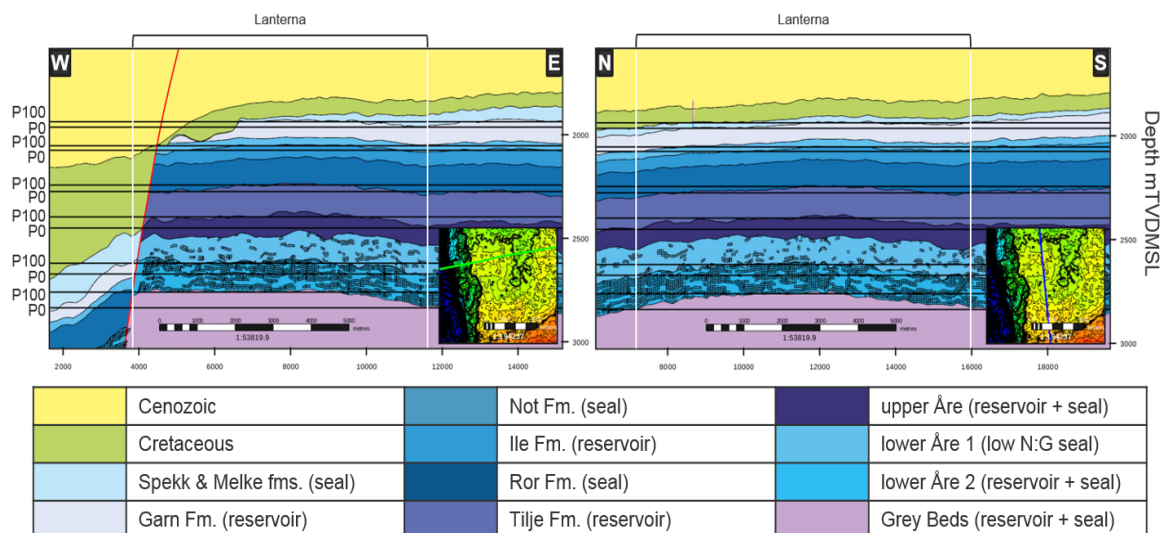 Lanterna
Lanterna
W
E
N
S
P100
P0
P100
P0
P100
P0
P100
P0
P100
P0
P100
P0
2000
2500
3000
2000
2500
3000
Depth mTVDMSL
0 1000 2000 3000 4000 5000
metres
1:53819.9
0 1000 2000 3000 4000 5000
metres
1:53819.9
2000 4000 6000 8000 10000 12000 14000
8000 10000 12000 14000 16000 18000
Cenozoic
Not Fm. (seal)
upper Åre (reservoir + seal)
Cretaceous
Ile Fm. (reservoir)
lower Åre 1 (low N:G seal)
Spekk & Melke fms. (seal)
Ror Fm. (seal)
lower Åre 2 (reservoir + seal)
Garn Fm. (reservoir)
Tilje Fm. (reservoir)
Grey Beds (reservoir + seal)